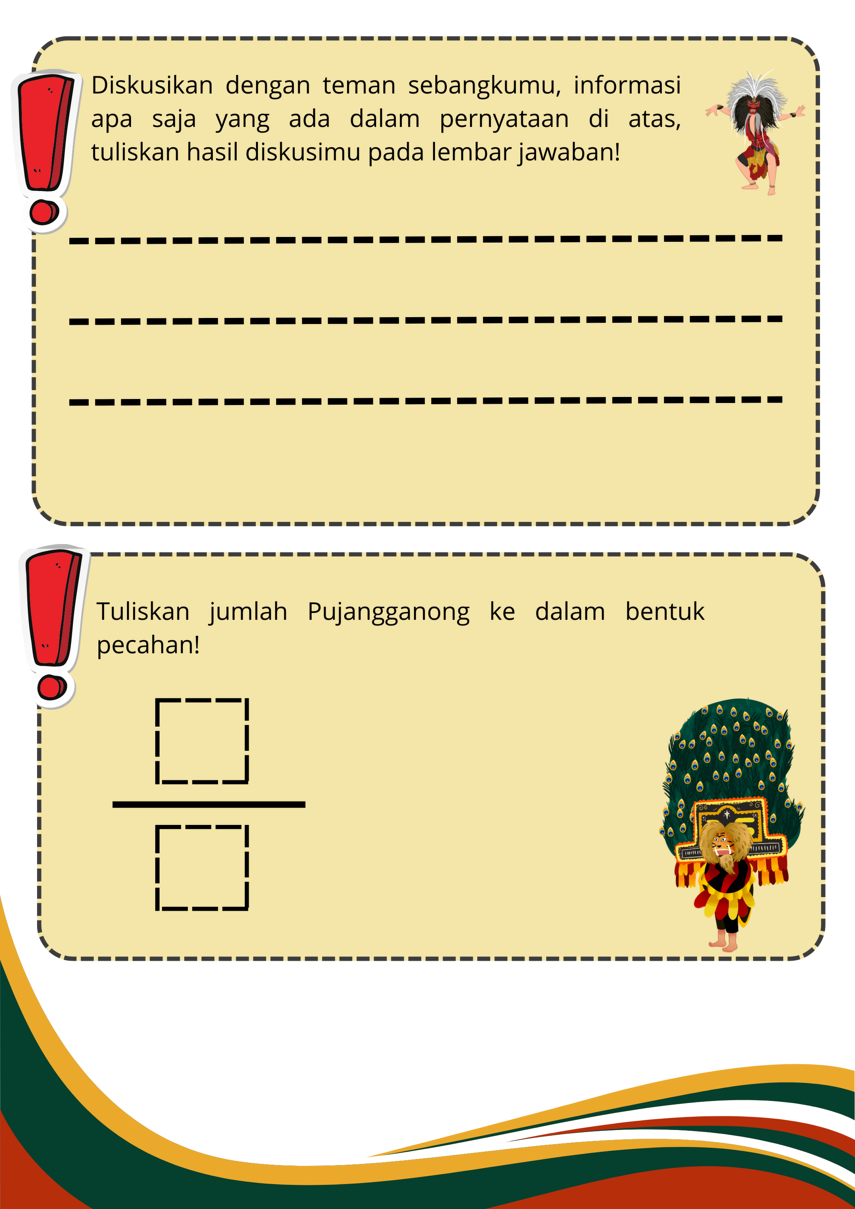 Diskusikan dengan teman sebangkumu, informasi
apa saja yang ada dalam pernyataan di atas,
tuliskan hasil diskusimu pada lembar jawaban!
Tuliskan jumlah Pujangganong ke dalam bentuk
pecahan!